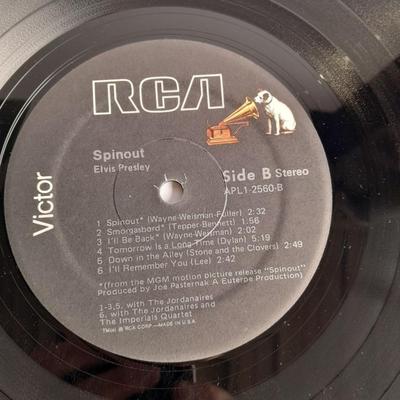 RCA
Victor
Spinout
Elvis Presley
Side B Stereo
APL1-2560-B
1 Spinout* (Wayne-Weisman-Fuller) 2:32
2 Smorgasbord* (Tepper-Bennett) 1:56
3 I'll Be Back* (Wayne-Weisman) 2:00
4 Tomorrow Is a Long Time (Dylan) 5:19
5 Down in the Alley (Stone and the Clovers) 2:49
6 I'll Remember You (Lee) 2:42
*(from the MGM motion picture release "Spinout"
Produced by Joe Pasternak A Euterpe Production)
1-3,5, with The Jordanaires
6, with The Jordanaires and
The Imperials Quartet
TM(s) ® RCA CORP—MADE IN U.S.A.